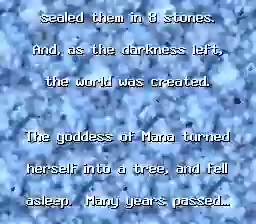 sealed them in 8 stones.
And, as the darkness left,
the world was created.
The goddess of Mana turned
herself into a tree, and fell
asleep. Many years passed…